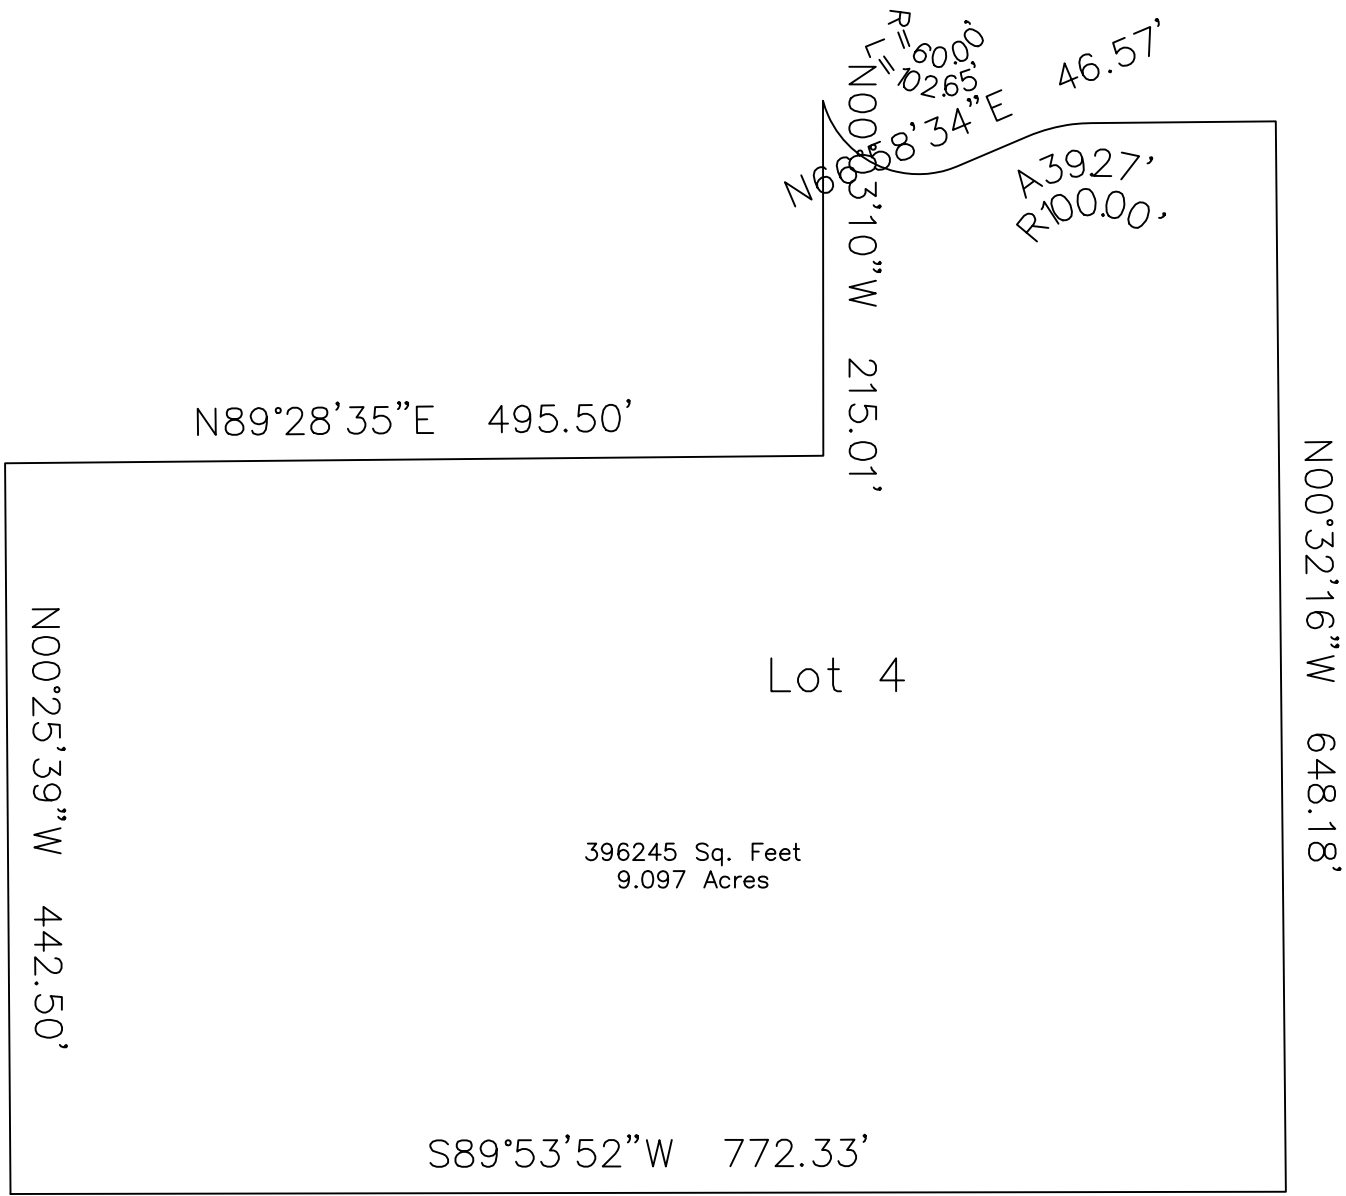 R= 60.00'
L= 102.65'
N66°58'34"E 46.57'
N00°03'10"W 215.01'
A39.27'
R100.00'
N89°28'35"E 495.50'
N00°32'16"W 648.18'
N00°25'39"W 442.50'
Lot 4
396245 Sq. Feet
9.097 Acres
S89°53'52"W 772.33'